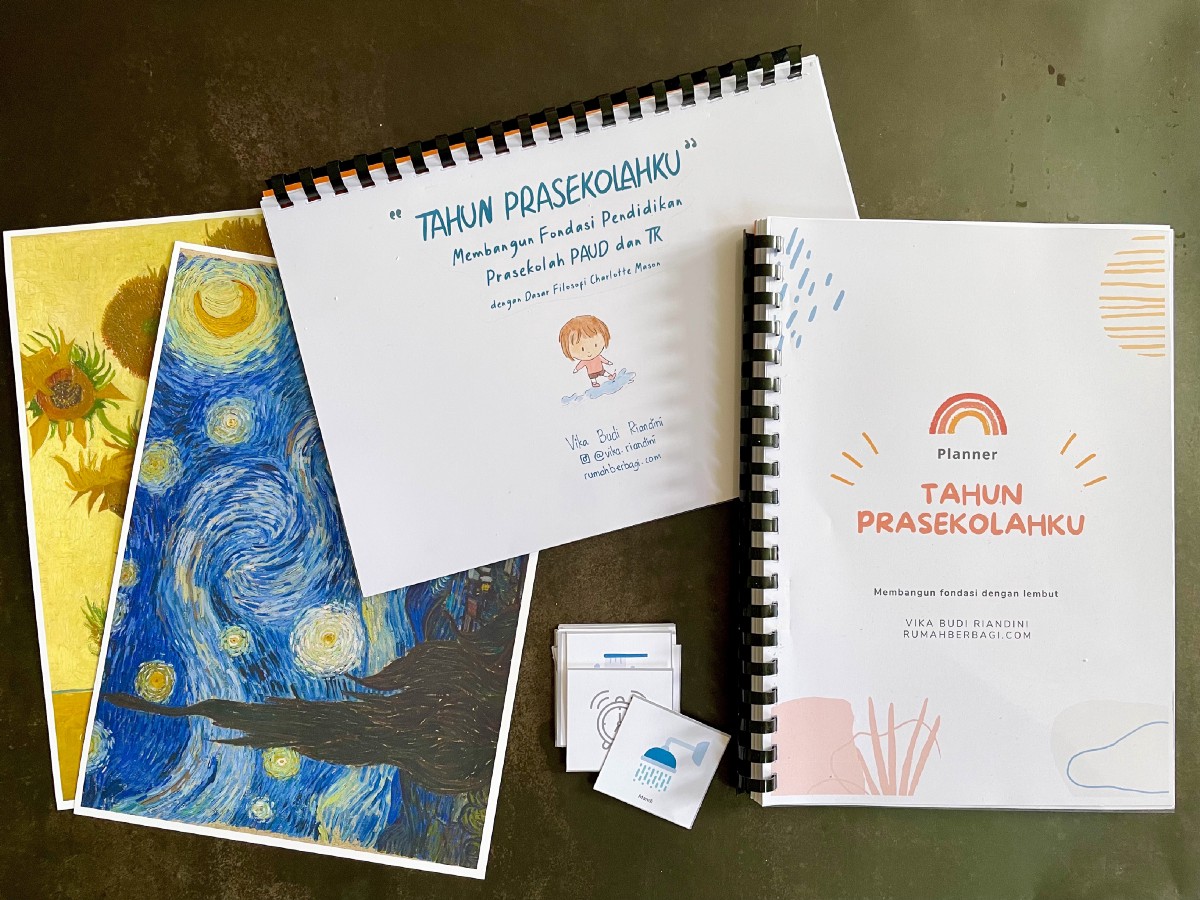 " TAHUN PRASEKOLAHKU "
Membangun Fondasi Pendidikan
Prasekolah PAUD dan TK
dengan Dasar Filosofi Charlotte Mason
Vika Budi Riandini
@vika.riandini
rumahberbagi.com
Planner
TAHUN
PRASEKOLAHKU
Membangun fondasi dengan lembut
VIKA BUDI RIANDINI
RUMAHBERBAGI.COM
Mandi